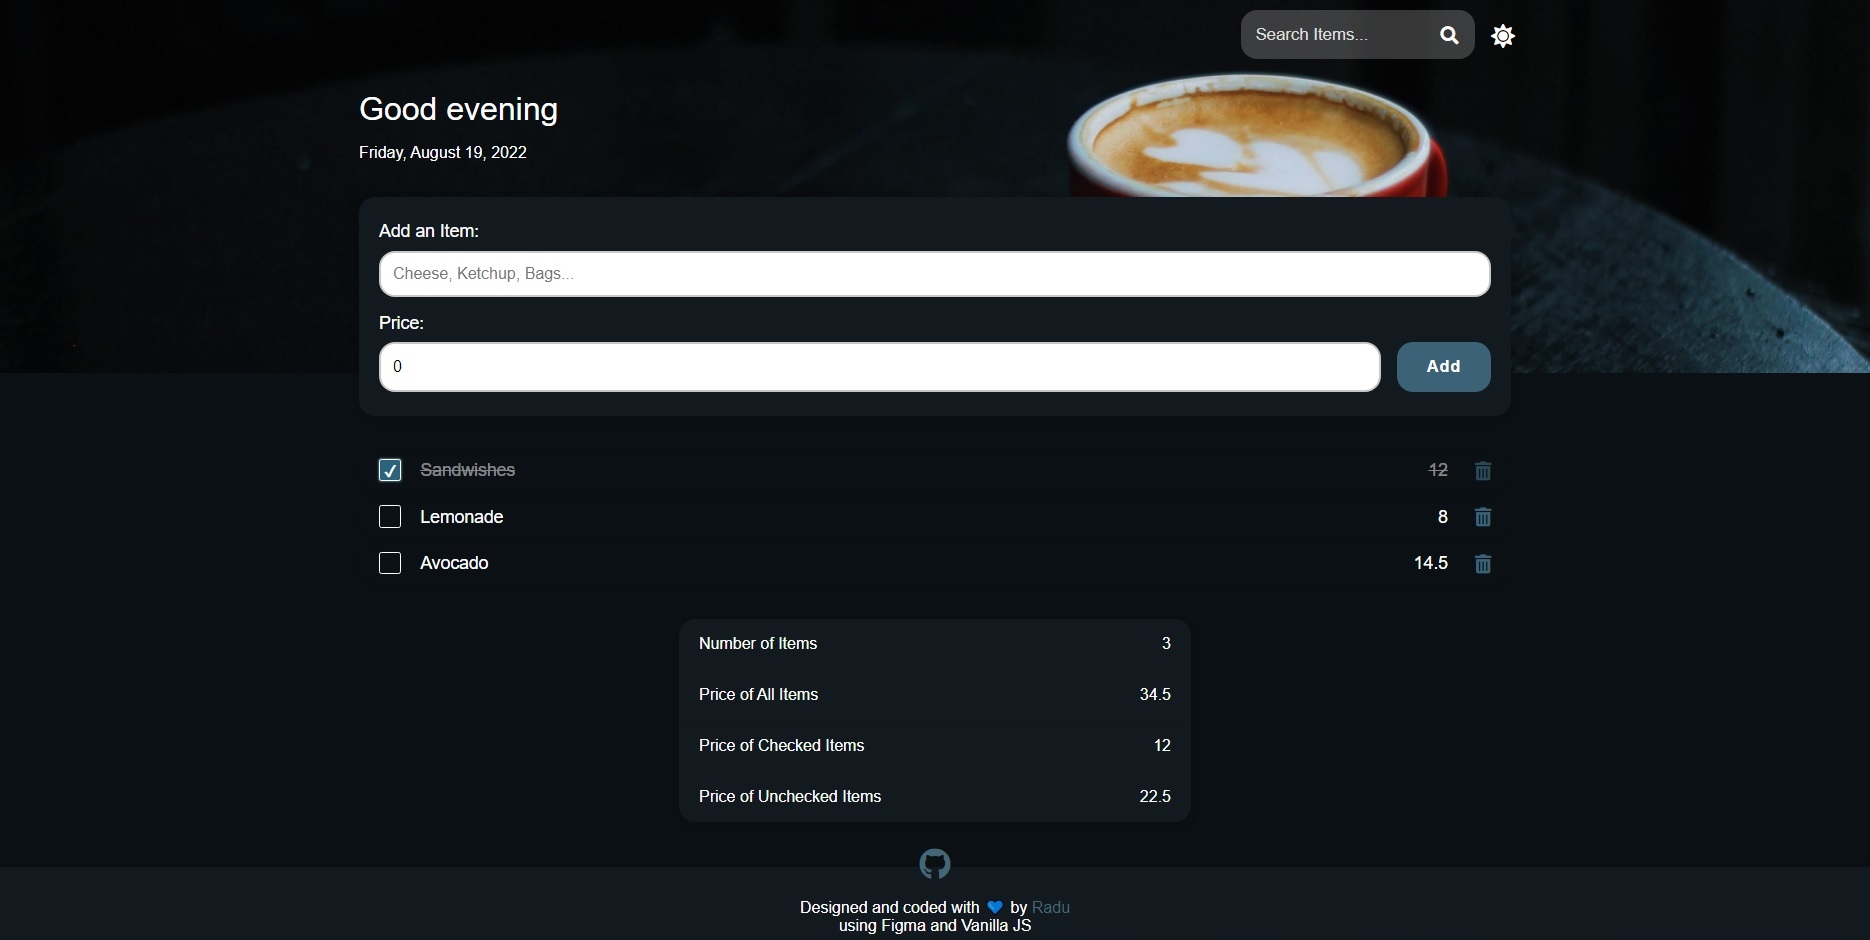 Search Items...
Good evening
Friday, August 19, 2022
Add an Item:
Cheese, Ketchup, Bags...
Price:
0
Add
Sandwishes 12
Lemonade 8
Avocado 14.5
Number of Items 3
Price of All Items 34.5
Price of Checked Items 12
Price of Unchecked Items 22.5
Designed and coded with 💙 by Radu
using Figma and Vanilla JS